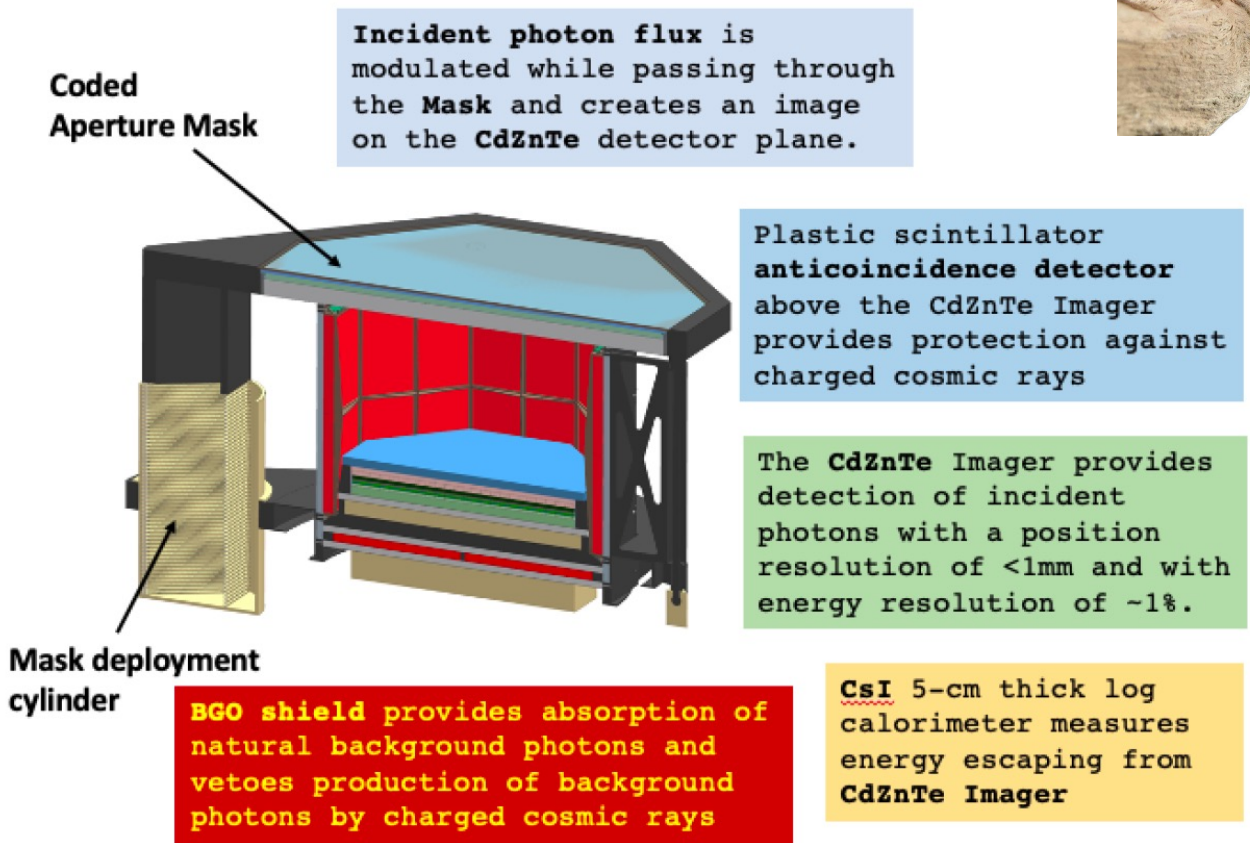 Incident photon flux is
modulated while passing through
the Mask and creates an image
on the CdZnTe detector plane.
Coded
Aperture Mask
Plastic scintillator
anticoincidence detector
above the CdZnTe Imager
provides protection against
charged cosmic rays
The CdZnTe Imager provides
detection of incident
photons with a position
resolution of <1mm and with
energy resolution of ~1%.
Mask deployment
cylinder
BGO shield provides absorption of
natural background photons and
vetoes production of background
photons by charged cosmic rays
CsI 5-cm thick log
calorimeter measures
energy escaping from
CdZnTe Imager